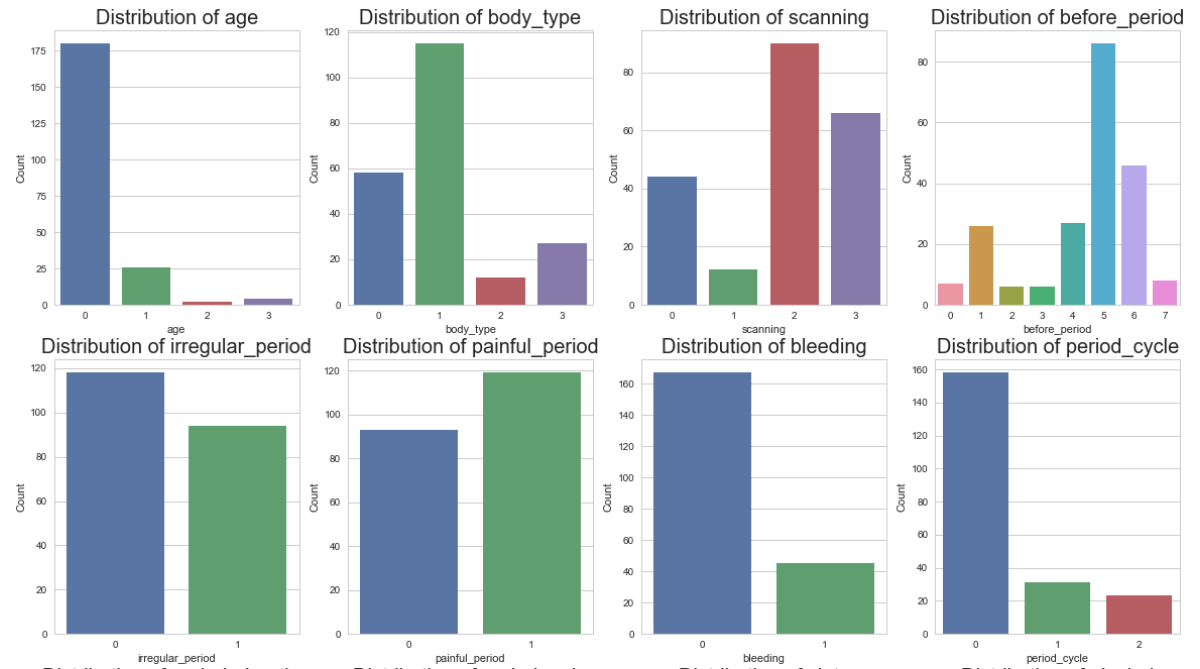 Distribution of age
175
150
125
100
75
50
25
0
Count
0 1 2 3
age
Distribution of body_type
120
100
80
60
40
20
0
Count
0 1 2 3
body_type
Distribution of scanning
80
60
40
20
0
Count
0 1 2 3
scanning
Distribution of before_period
80
60
40
20
0
Count
0 1 2 3 4 5 6 7
before_period
Distribution of irregular_period
120
100
80
60
40
20
0
Count
0 1
irregular_period
Distribution of painful_period
120
100
80
60
40
20
0
Count
0 1
painful_period
Distribution of bleeding
160
140
120
100
80
60
40
20
0
Count
0 1
bleeding
Distribution of period_cycle
160
140
120
100
80
60
40
20
0
Count
0 1 2
period_cycle